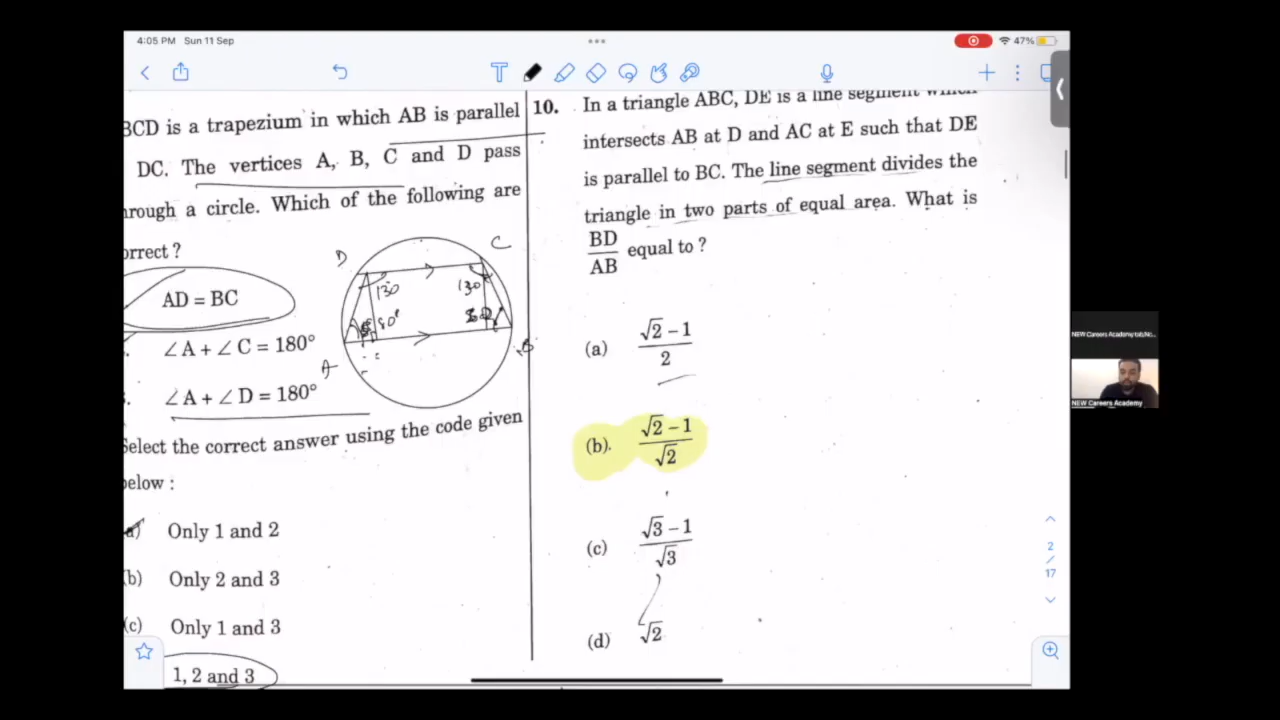 4:05 PM Sun 11 Sep
47%
BCD is a trapezium in which AB is parallel
DC. The vertices A, B, C and D pass
hrough a circle. Which of the following are
orrect ?
AD = BC
∠A + ∠C = 180°
∠A + ∠D = 180°
Select the correct answer using the code given
elow :
a) Only 1 and 2
(b) Only 2 and 3
(c) Only 1 and 3
1, 2 and 3
D
C
130
130
80°
A
B
10. In a triangle ABC, DE is a line segment which
intersects AB at D and AC at E such that DE
is parallel to BC. The line segment divides the
triangle in two parts of equal area. What is
BD/AB equal to ?
(a) √2 – 1 / 2
(b). √2 – 1 / √2
(c) √3 – 1 / √3
(d) √2
2
/
17
NEW Careers Academy